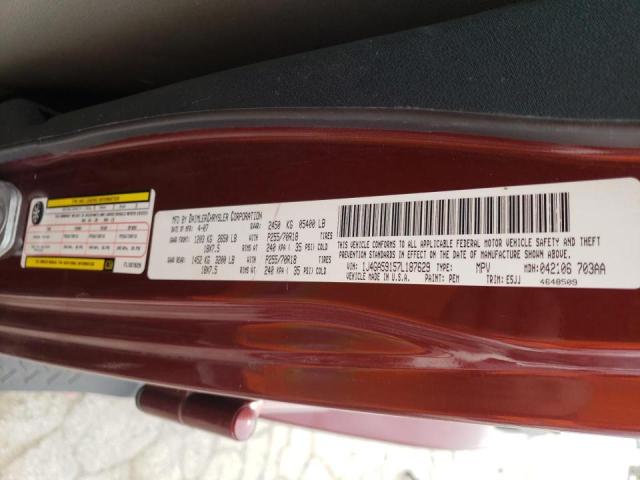 MFD BY DAIMLERCHRYSLER CORPORATION
DATE OF MFR: 4-07 GVWR: 2450 KG 05400 LB
GAWR FRONT: 1203 KG 2650 LB WITH P255/70R18 TIRES
18X7.5 RIMS AT 240 KPA( 35 PSI) COLD
GAWR REAR: 1452 KG 3200 LB WITH P255/70R18 TIRES
18X7.5 RIMS AT 240 KPA( 35 PSI) COLD
THIS VEHICLE CONFORMS TO ALL APPLICABLE FEDERAL MOTOR VEHICLE SAFETY AND THEFT
PREVENTION STANDARDS IN EFFECT ON THE DATE OF MANUFACTURE SHOWN ABOVE.
VIN: 1J4GA59157L187629 TYPE: MPV MDH: 042106 703AA
VEHICLE MADE IN U.S.A. PAINT: PEM TRIM: E5JJ
4648509
TIRE AND LOADING INFORMATION